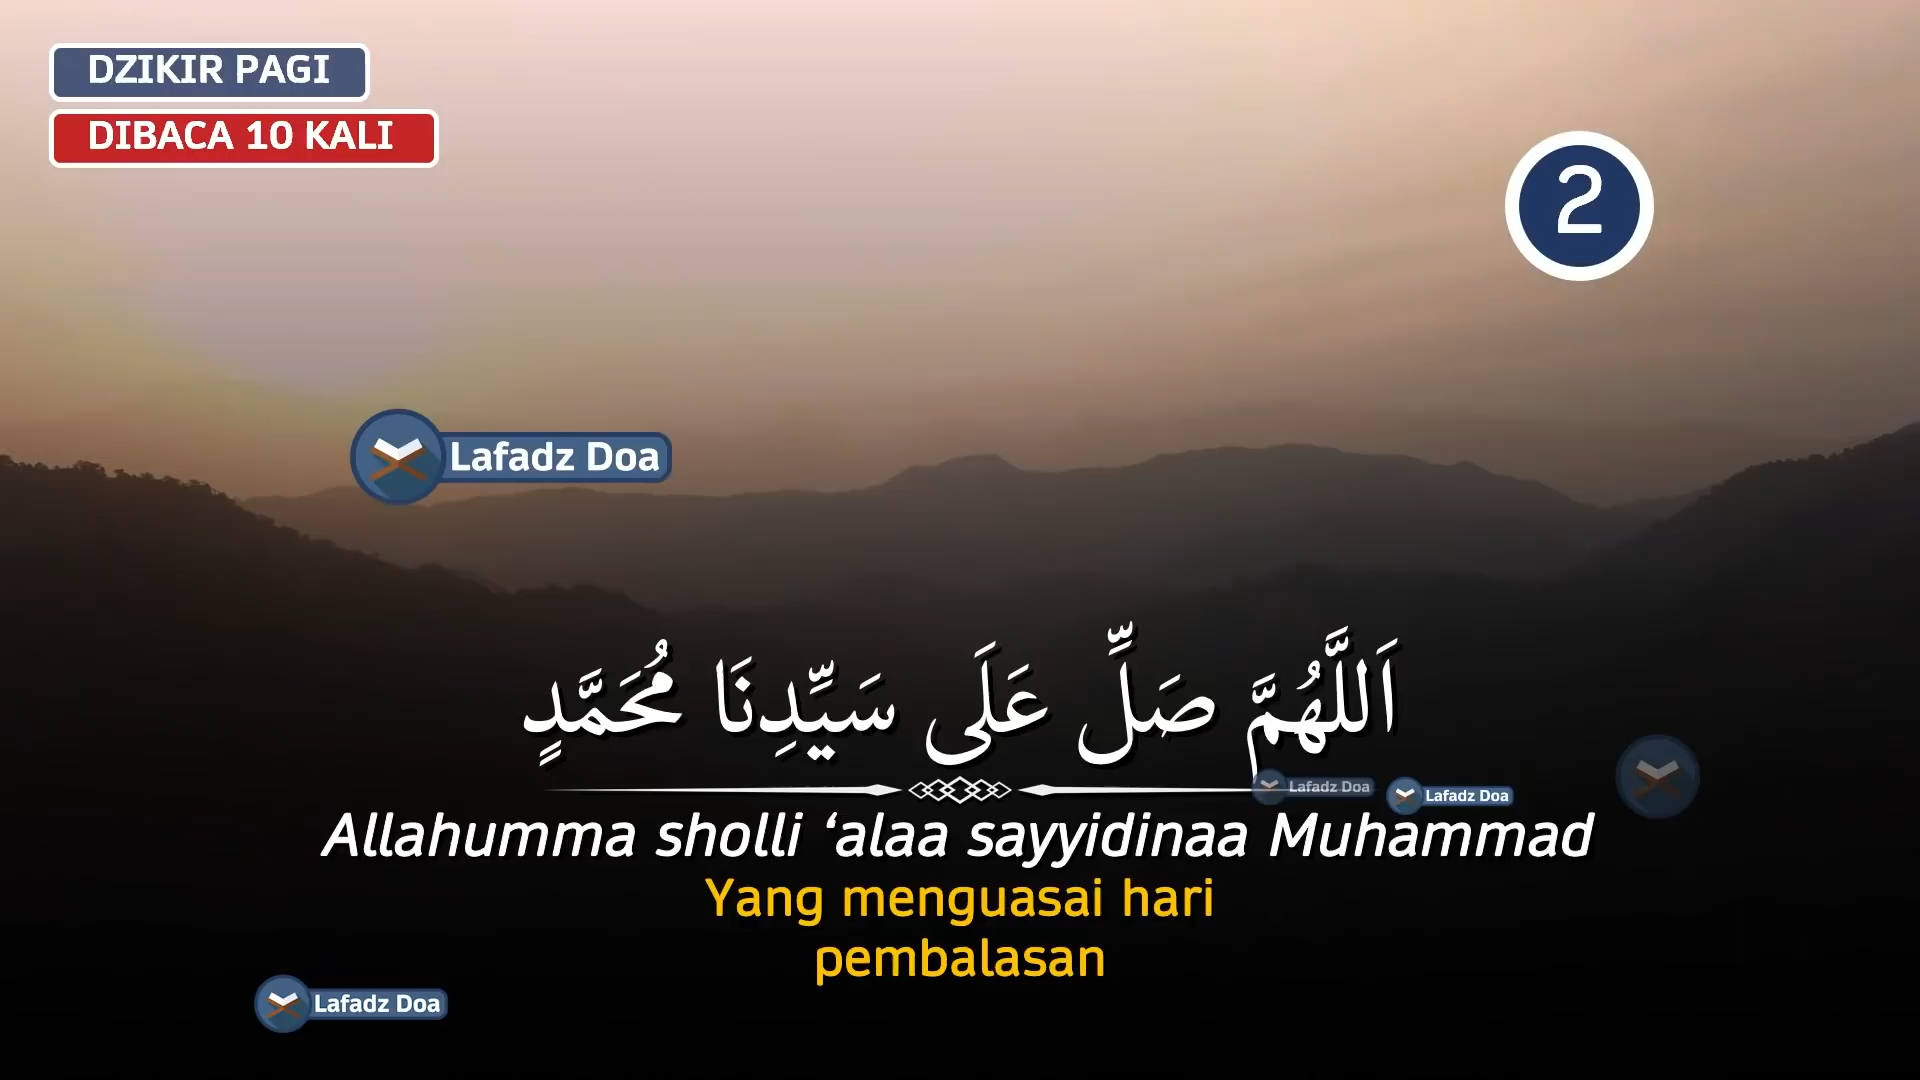 DZIKIR PAGI
DIBACA 10 KALI
2
Lafadz Doa
اَللَّهُمَّ صَلِّ عَلَى سَيِّدِنَا مُحَمَّدٍ
Lafadz Doa
Lafadz Doa
Allahumma sholli ‘alaa sayyidinaa Muhammad
Yang menguasai hari
pembalasan
Lafadz Doa